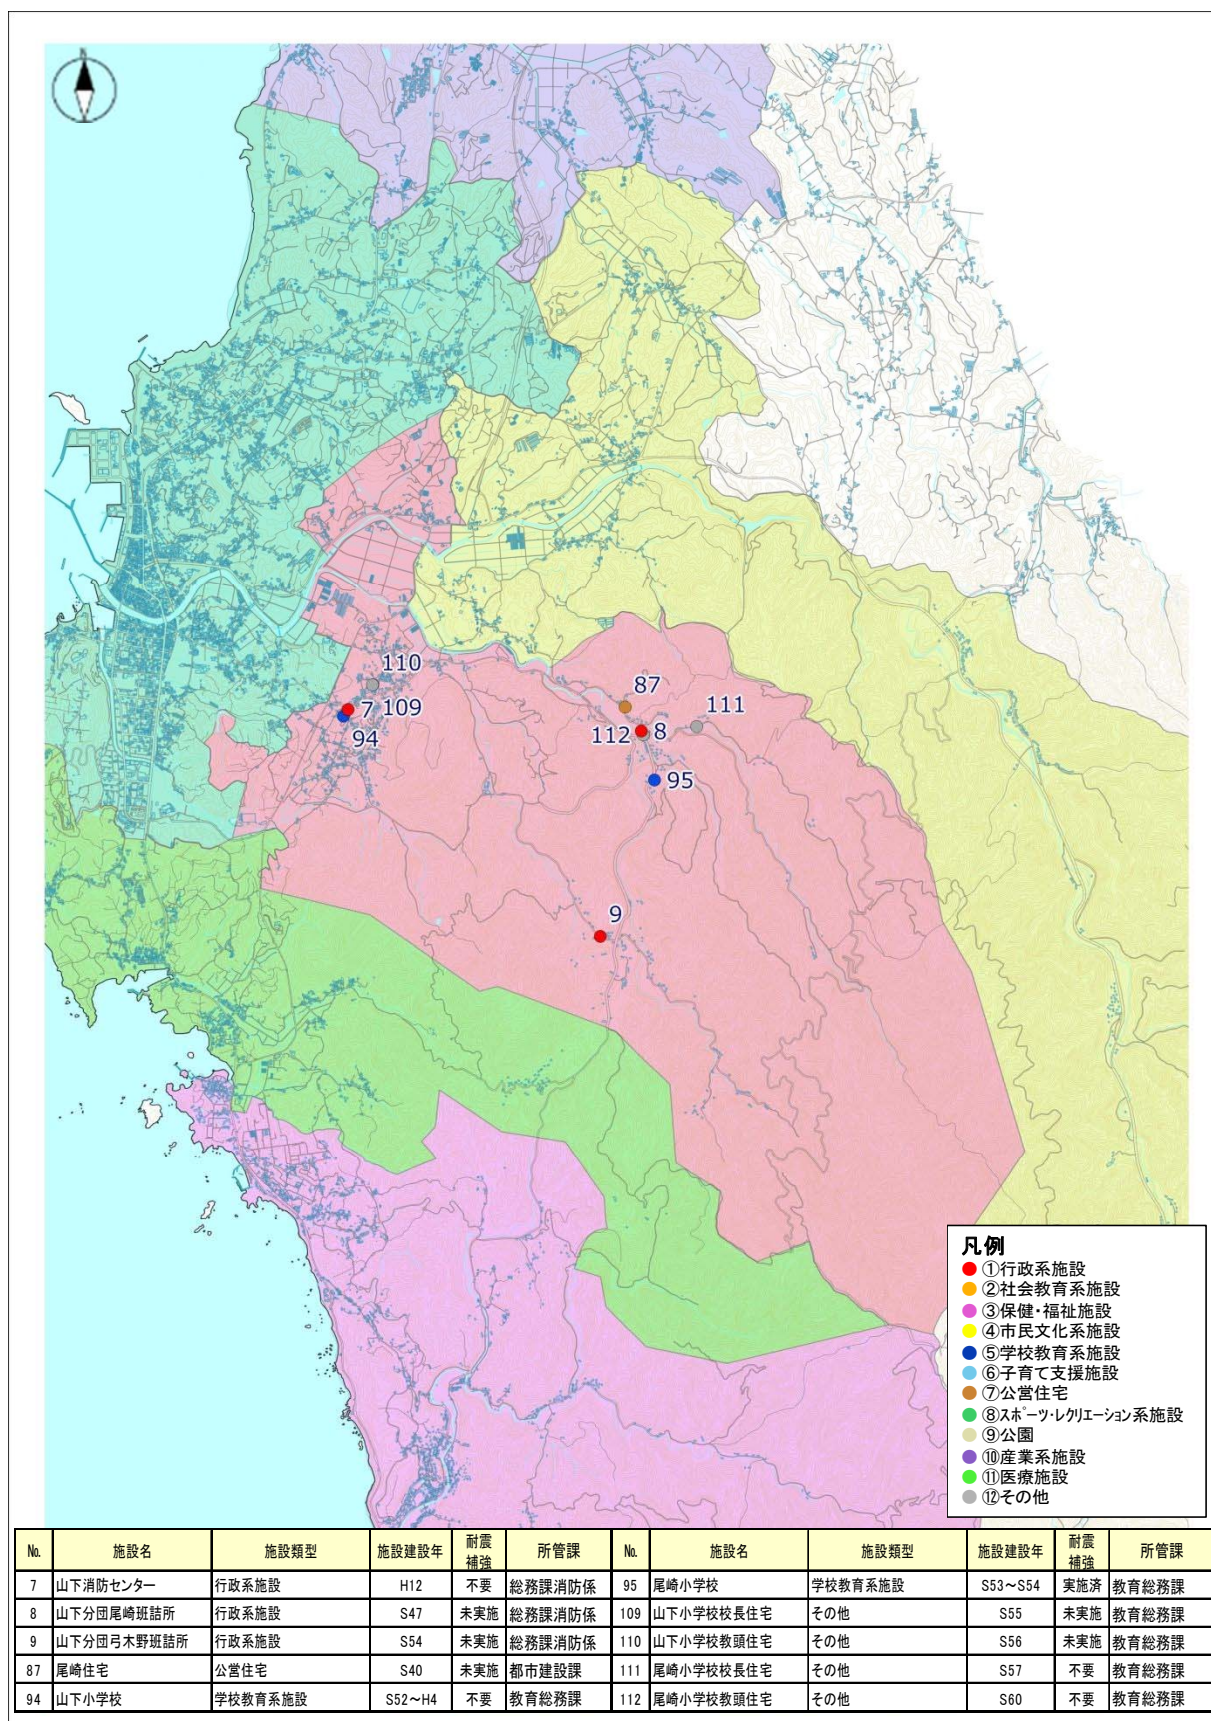 N
110
7
109
94
87
111
112
8
95
9
凡例
①行政系施設
②社会教育系施設
③保健・福祉施設
④市民文化系施設
⑤学校教育系施設
⑥子育て支援施設
⑦公営住宅
⑧スポーツ・レクリエーション系施設
⑨公園
⑩産業系施設
⑪医療施設
⑫その他
№ 施設名 施設類型 施設建設年 耐震補強 所管課 № 施設名 施設類型 施設建設年 耐震補強 所管課
7 山下消防センター 行政系施設 H12 不要 総務課消防係 95 尾崎小学校 学校教育系施設 S53～S54 実施済 教育総務課
8 山下分団尾崎班詰所 行政系施設 S47 未実施 総務課消防係 109 山下小学校校長住宅 その他 S55 未実施 教育総務課
9 山下分団弓木野班詰所 行政系施設 S54 未実施 総務課消防係 110 山下小学校教頭住宅 その他 S56 未実施 教育総務課
87 尾崎住宅 公営住宅 S40 未実施 都市建設課 111 尾崎小学校校長住宅 その他 S57 不要 教育総務課
94 山下小学校 学校教育系施設 S52～H4 不要 教育総務課 112 尾崎小学校教頭住宅 その他 S60 不要 教育総務課